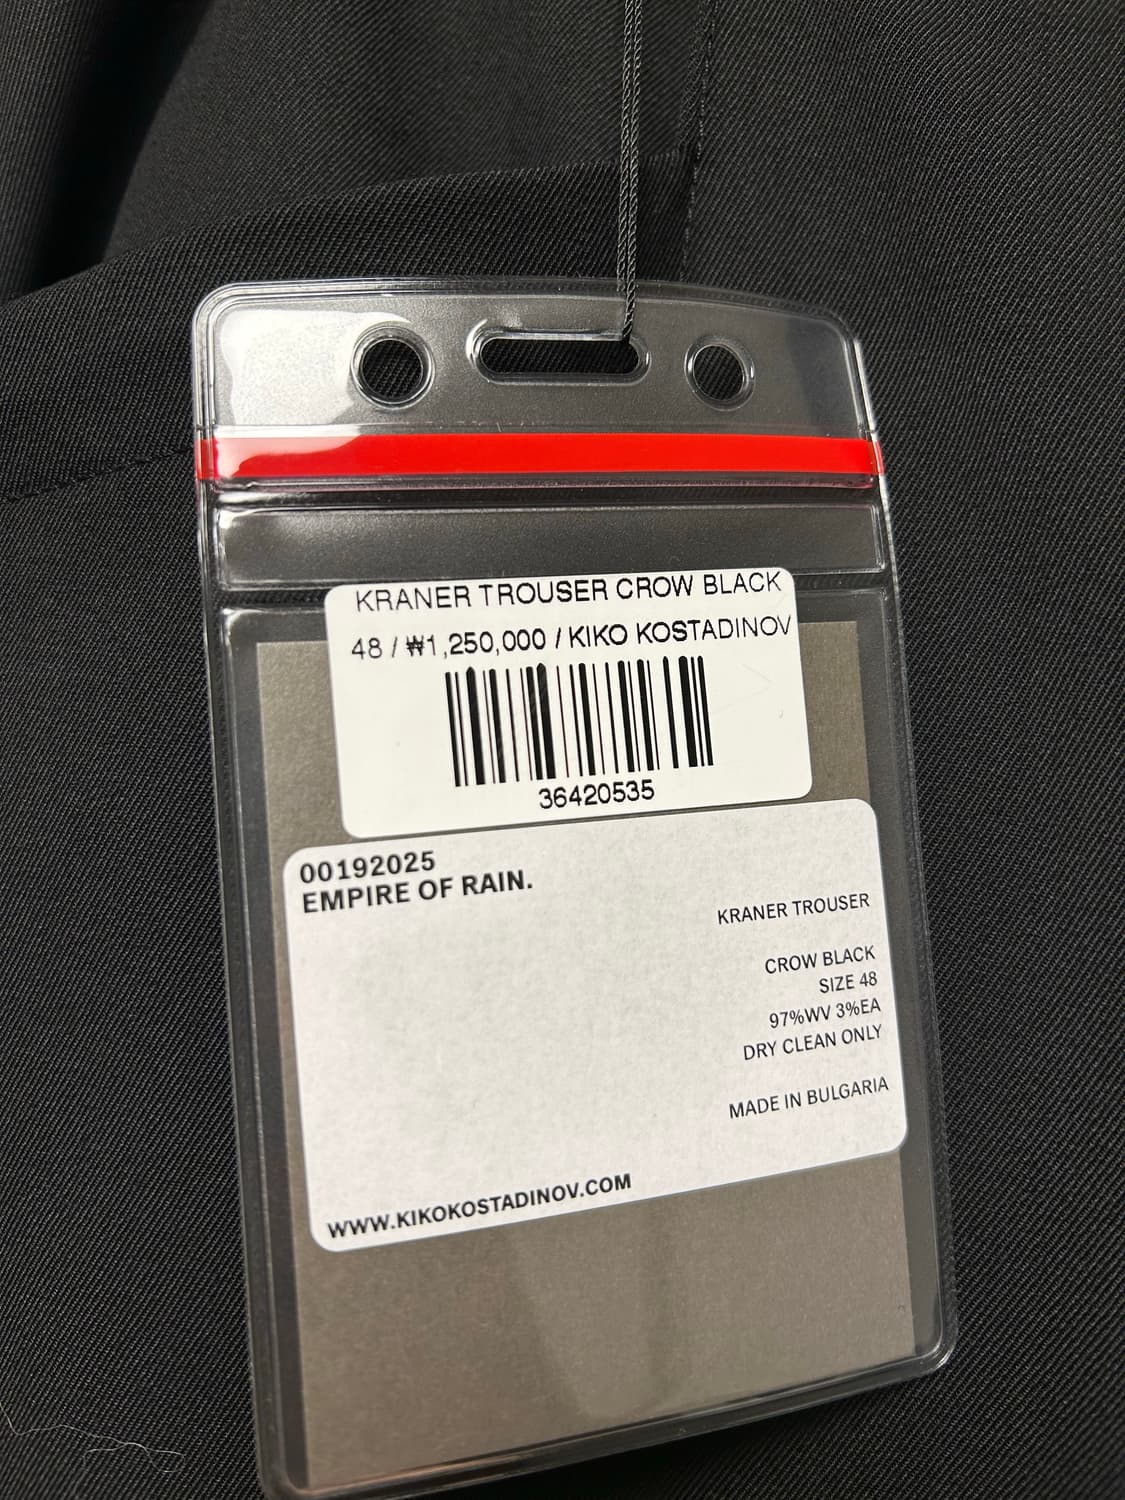 KRANER TROUSER CROW BLACK
48 / ₩1,250,000 / KIKO KOSTADINOV
36420535
00192025
EMPIRE OF RAIN.
KRANER TROUSER
CROW BLACK
SIZE 48
97%WV 3%EA
DRY CLEAN ONLY
MADE IN BULGARIA
WWW.KIKOKOSTADINOV.COM